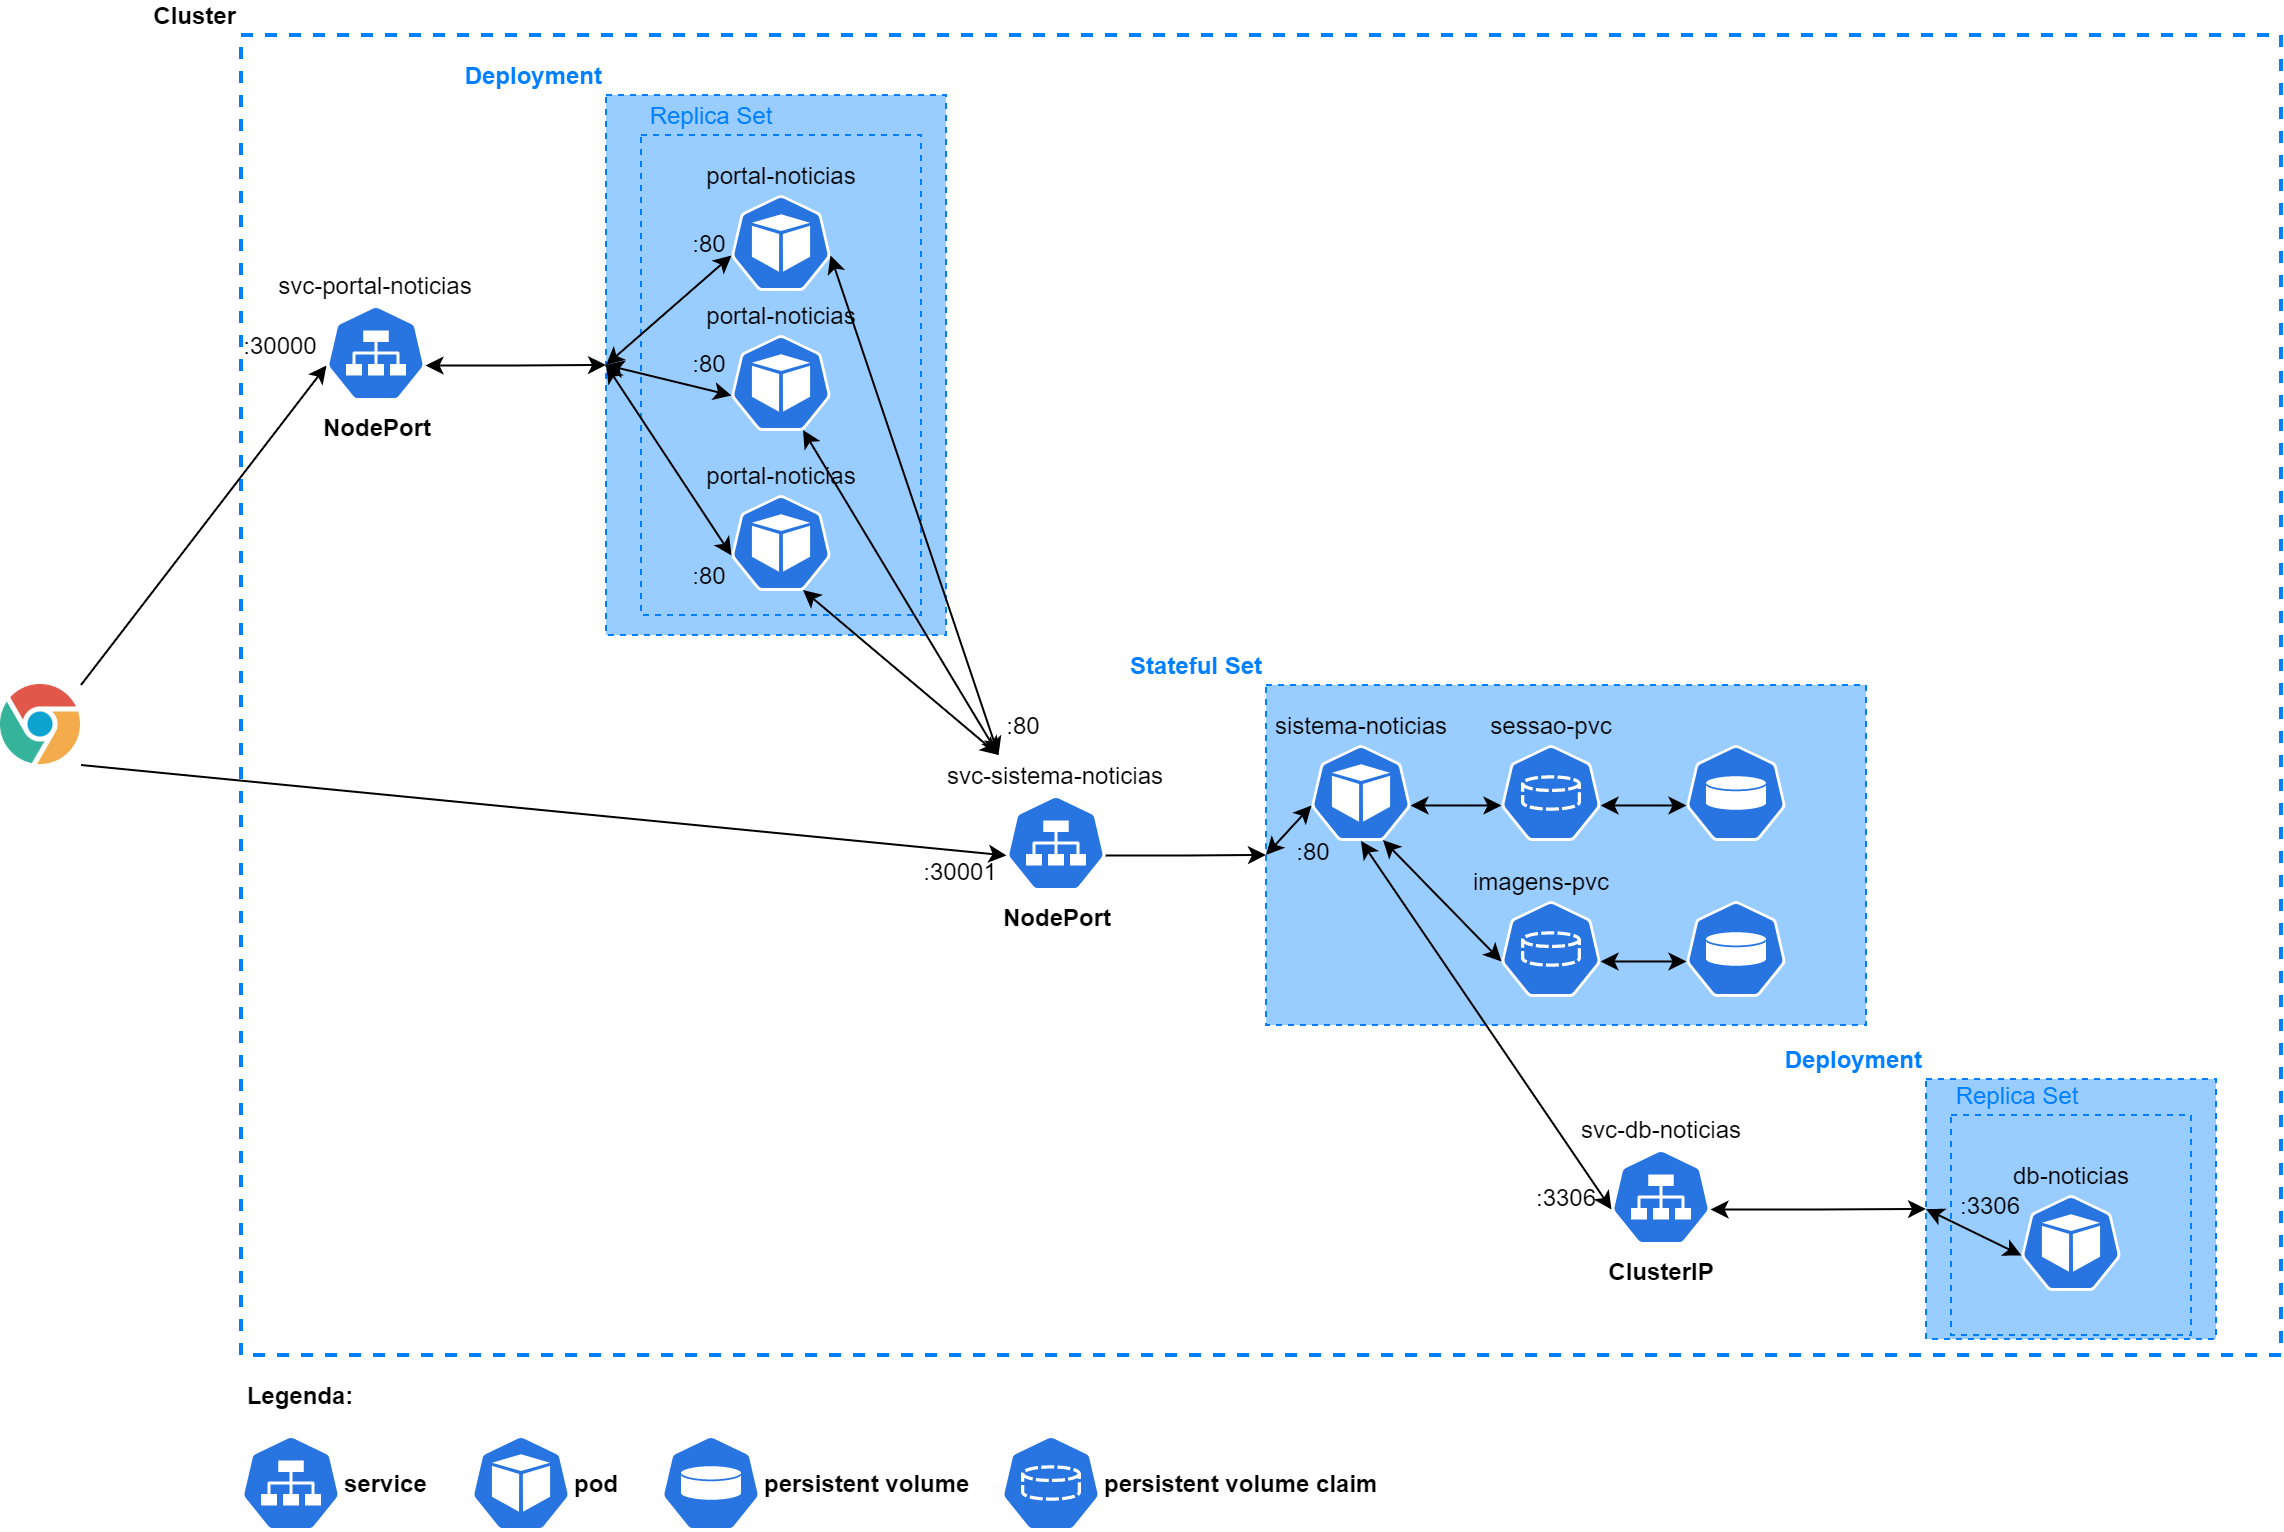 Cluster
Deployment
Replica Set
portal-noticias
:80
svc-portal-noticias
:30000
NodePort
portal-noticias
:80
portal-noticias
:80
Stateful Set
:80
svc-sistema-noticias
:30001
NodePort
sistema-noticias
sessao-pvc
:80
imagens-pvc
Deployment
Replica Set
svc-db-noticias
:3306
ClusterIP
db-noticias
:3306
Legenda:
service
pod
persistent volume
persistent volume claim